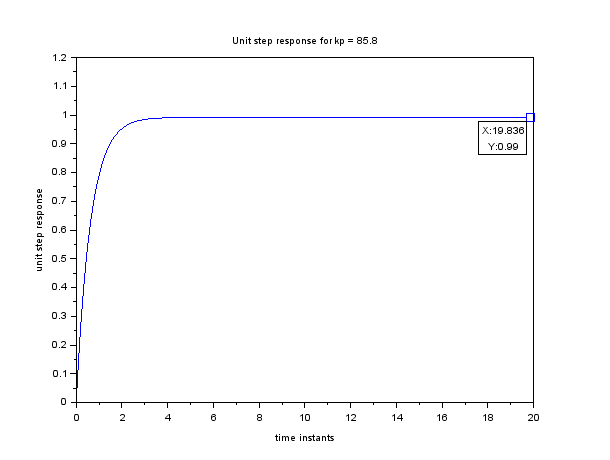 Unit step response for kp = 85.8
1.2
1.1
1
0.9
0.8
0.7
0.6
0.5
0.4
0.3
0.2
0.1
0
unit step response
X:19.836
Y:0.99
0 2 4 6 8 10 12 14 16 18 20
time instants